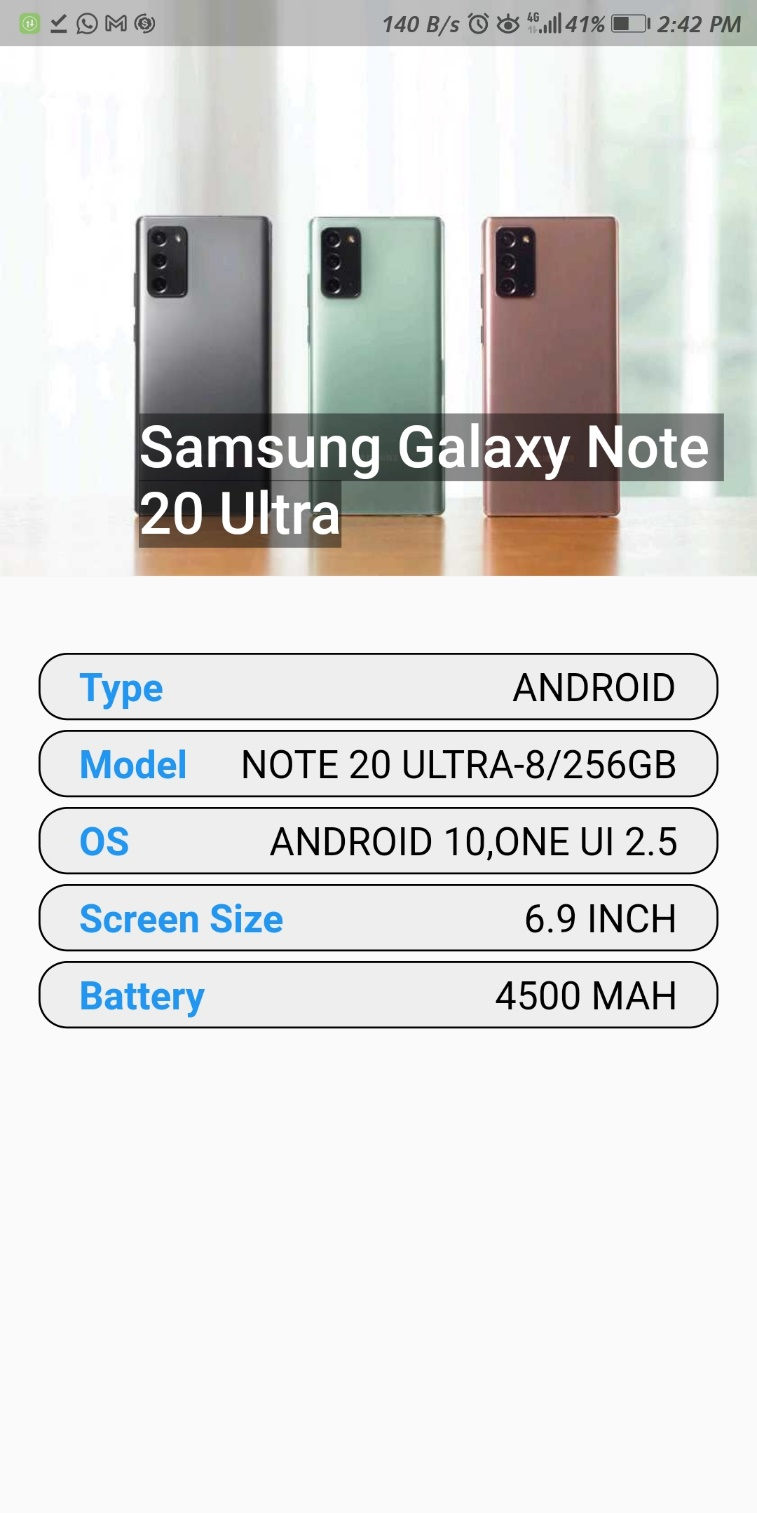 140 B/s 4G 41% 2:42 PM
Samsung Galaxy Note
20 Ultra
Type ANDROID
Model NOTE 20 ULTRA-8/256GB
OS ANDROID 10,ONE UI 2.5
Screen Size 6.9 INCH
Battery 4500 MAH